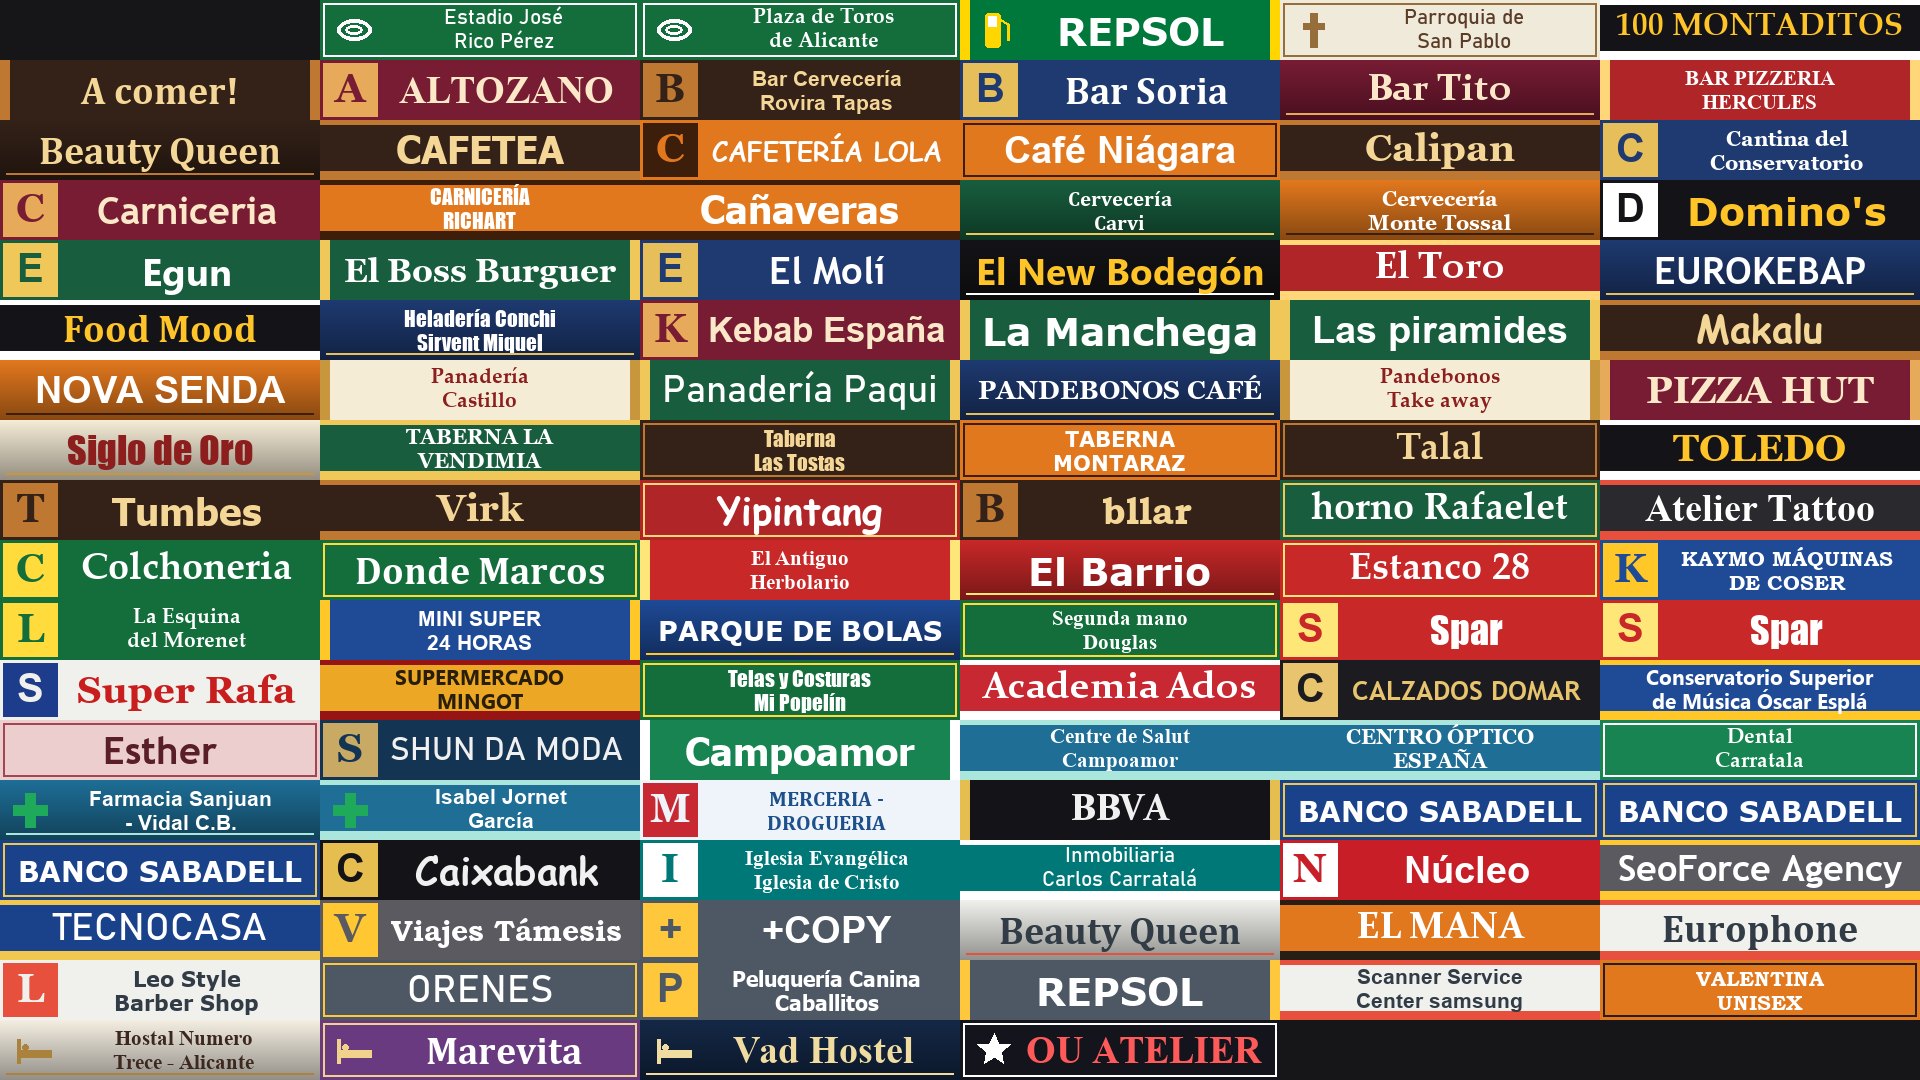 Estadio José
Rico Pérez
Plaza de Toros
de Alicante
REPSOL
Parroquia de
San Pablo
100 MONTADITOS
A comer!
A ALTOZANO
B Bar Cervecería
Rovira Tapas
B Bar Soria
Bar Tito
BAR PIZZERIA
HERCULES
Beauty Queen
CAFETEA
C CAFETERÍA LOLA
Café Niágara
Calipan
C Cantina del
Conservatorio
C Carniceria
CARNICERÍA
RICHART
Cañaveras
Cervecería
Carvi
Cervecería
Monte Tossal
D Domino's
E Egun
El Boss Burguer
E El Molí
El New Bodegón
El Toro
EUROKEBAP
Food Mood
Heladería Conchi
Sirvent Miquel
K Kebab España
La Manchega
Las piramides
Makalu
NOVA SENDA
Panadería
Castillo
Panadería Paqui
PANDEBONOS CAFÉ
Pandebonos
Take away
PIZZA HUT
Siglo de Oro
TABERNA LA
VENDIMIA
Taberna
Las Tostas
TABERNA
MONTARAZ
Talal
TOLEDO
T Tumbes
Virk
Yipintang
B bllar
horno Rafaelet
Atelier Tattoo
C Colchoneria
Donde Marcos
El Antiguo
Herbolario
El Barrio
Estanco 28
K KAYMO MÁQUINAS
DE COSER
L La Esquina
del Morenet
MINI SUPER
24 HORAS
PARQUE DE BOLAS
Segunda mano
Douglas
S Spar
S Spar
S Super Rafa
SUPERMERCADO
MINGOT
Telas y Costuras
Mi Popelín
Academia Ados
C CALZADOS DOMAR
Conservatorio Superior
de Música Óscar Esplá
Esther
S SHUN DA MODA
Campoamor
Centre de Salut
Campoamor
CENTRO ÓPTICO
ESPAÑA
Dental
Carratala
Farmacia Sanjuan
- Vidal C.B.
Isabel Jornet
García
M MERCERIA -
DROGUERIA
BBVA
BANCO SABADELL
BANCO SABADELL
BANCO SABADELL
C Caixabank
I Iglesia Evangélica
Iglesia de Cristo
Inmobiliaria
Carlos Carratalá
N Núcleo
SeoForce Agency
TECNOCASA
V Viajes Támesis
+ +COPY
Beauty Queen
EL MANA
Europhone
L Leo Style
Barber Shop
ORENES
P Peluquería Canina
Caballitos
REPSOL
Scanner Service
Center samsung
VALENTINA
UNISEX
Hostal Numero
Trece - Alicante
Marevita
Vad Hostel
OU ATELIER